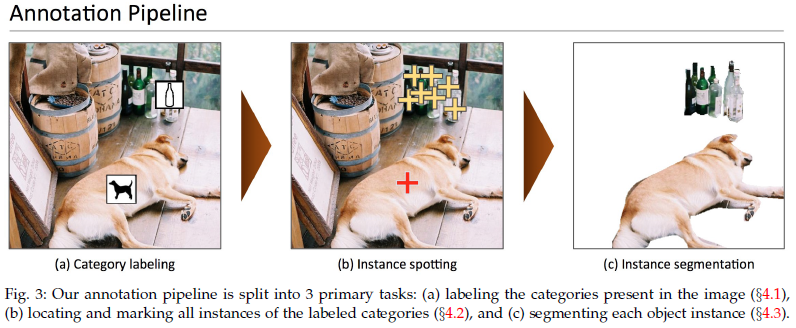 Annotation Pipeline
(a) Category labeling
(b) Instance spotting
(c) Instance segmentation
Fig. 3: Our annotation pipeline is split into 3 primary tasks: (a) labeling the categories present in the image (§4.1),
(b) locating and marking all instances of the labeled categories (§4.2), and (c) segmenting each object instance (§4.3).